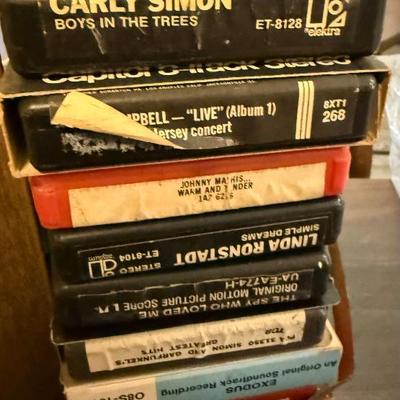 CARLY SIMON
BOYS IN THE TREES
ET-8128
elektra
Capitol 8-Track Stereo
MPBELL — "LIVE" (Album 1)
Jersey concert
8XT1
268
JOHNNY MATHIS...
WARM AND TENDER
LINDA RONSTADT
SIMPLE DREAMS
STEREO
ET-8104
THE SPY WHO LOVED ME
ORIGINAL MOTION PICTURE SCORE
UA-EA774-H
SIMON AND GARFUNKEL'S
GREATEST HITS
EXODUS
An Original Soundtrack Recording